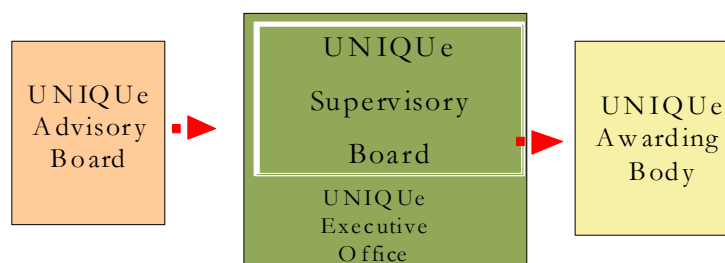 UNIQUe
Advisory
Board
UNIQUe
Supervisory
Board
UNIQUe
Executive
Office
UNIQUe
Awarding
Body